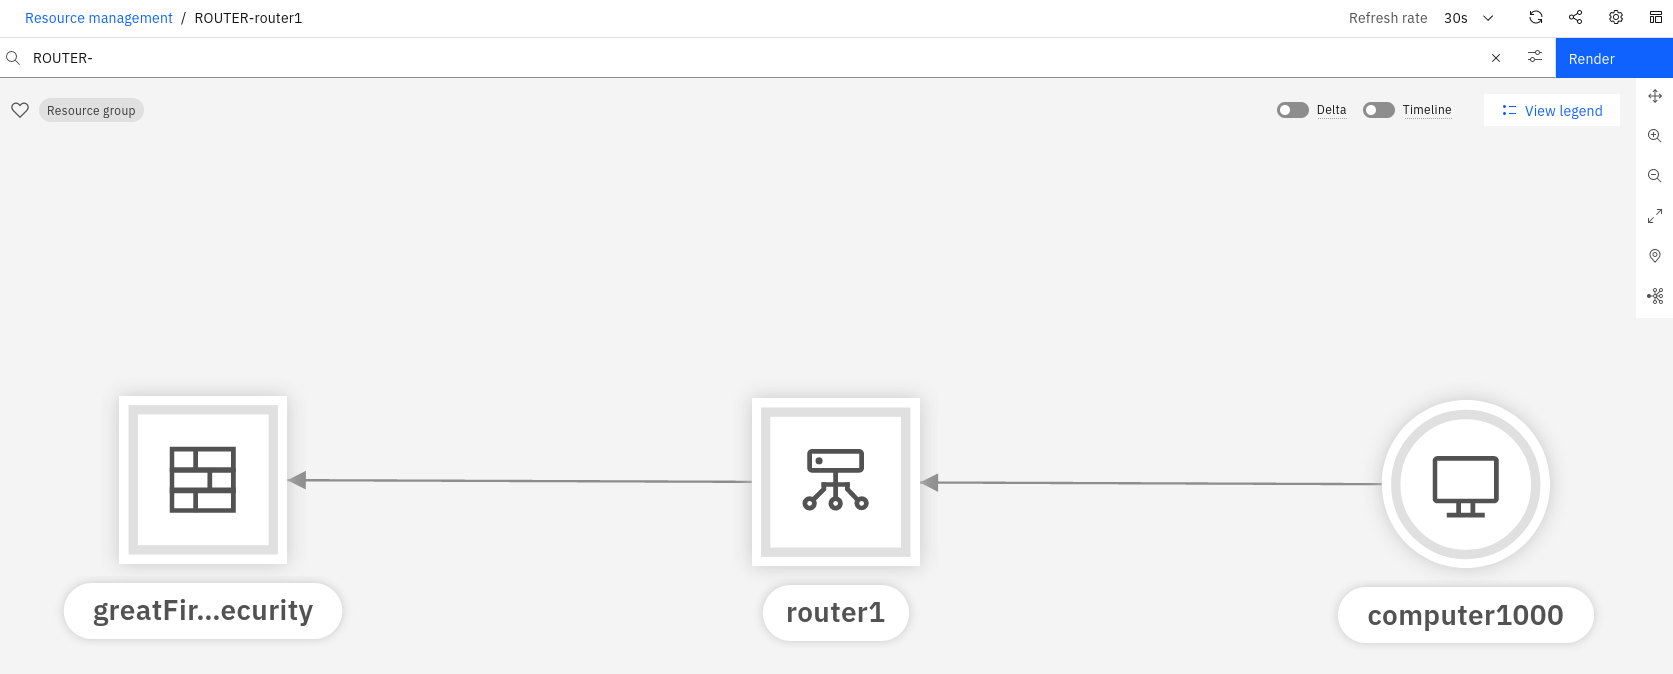 Resource management / ROUTER-router1
Refresh rate 30s
ROUTER-
Render
Resource group
Delta
Timeline
View legend
greatFir...ecurity
router1
computer1000